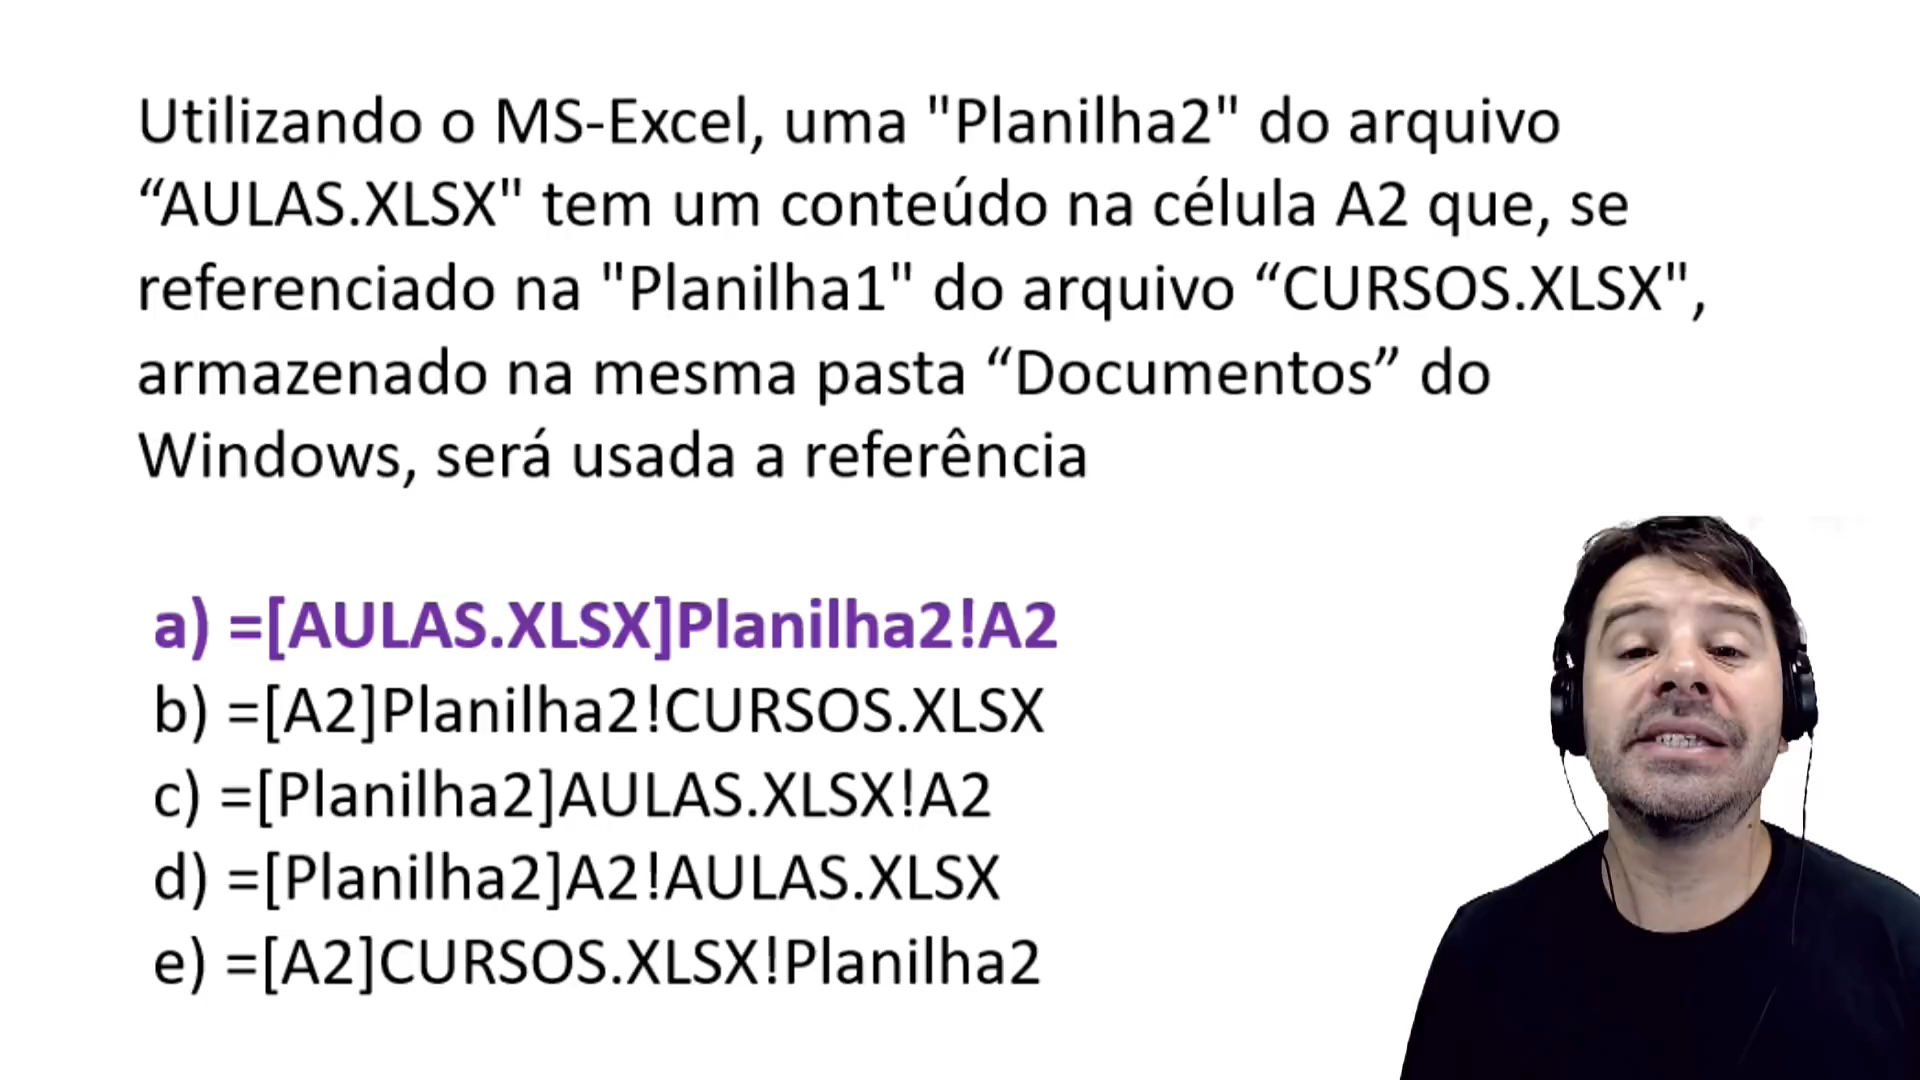 Utilizando o MS-Excel, uma "Planilha2" do arquivo
“AULAS.XLSX" tem um conteúdo na célula A2 que, se
referenciado na "Planilha1" do arquivo “CURSOS.XLSX",
armazenado na mesma pasta “Documentos” do
Windows, será usada a referência
a) =[AULAS.XLSX]Planilha2!A2
b) =[A2]Planilha2!CURSOS.XLSX
c) =[Planilha2]AULAS.XLSX!A2
d) =[Planilha2]A2!AULAS.XLSX
e) =[A2]CURSOS.XLSX!Planilha2